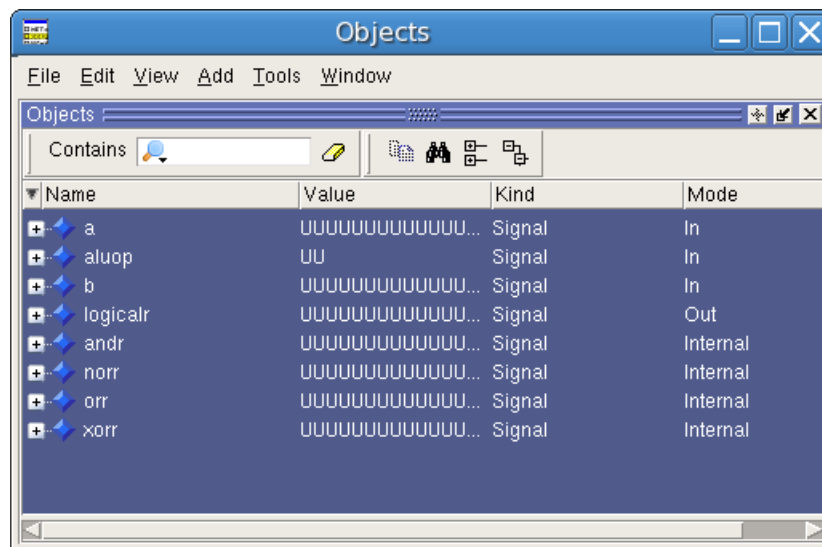 Objects
File Edit View Add Tools Window
Objects
Contains
Name Value Kind Mode
a UUUUUUUUUUUUU... Signal In
aluop UU Signal In
b UUUUUUUUUUUUU... Signal In
logicalr UUUUUUUUUUUUU... Signal Out
andr UUUUUUUUUUUUU... Signal Internal
norr UUUUUUUUUUUUU... Signal Internal
orr UUUUUUUUUUUUU... Signal Internal
xorr UUUUUUUUUUUUU... Signal Internal